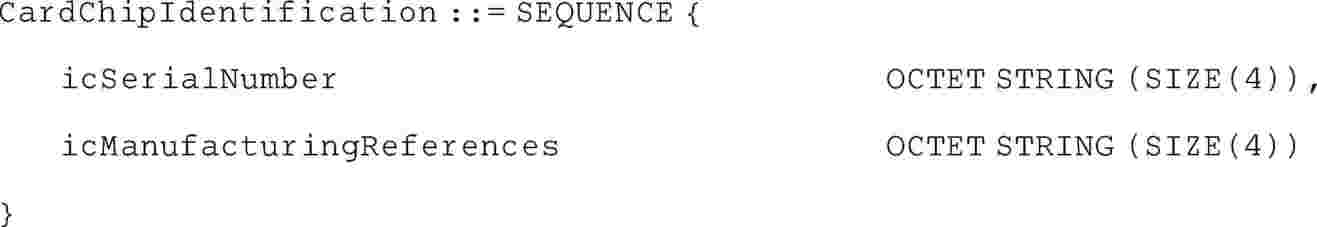 CardChipIdentification ::= SEQUENCE {
icSerialNumber OCTET STRING (SIZE(4)),
icManufacturingReferences OCTET STRING (SIZE(4))
}